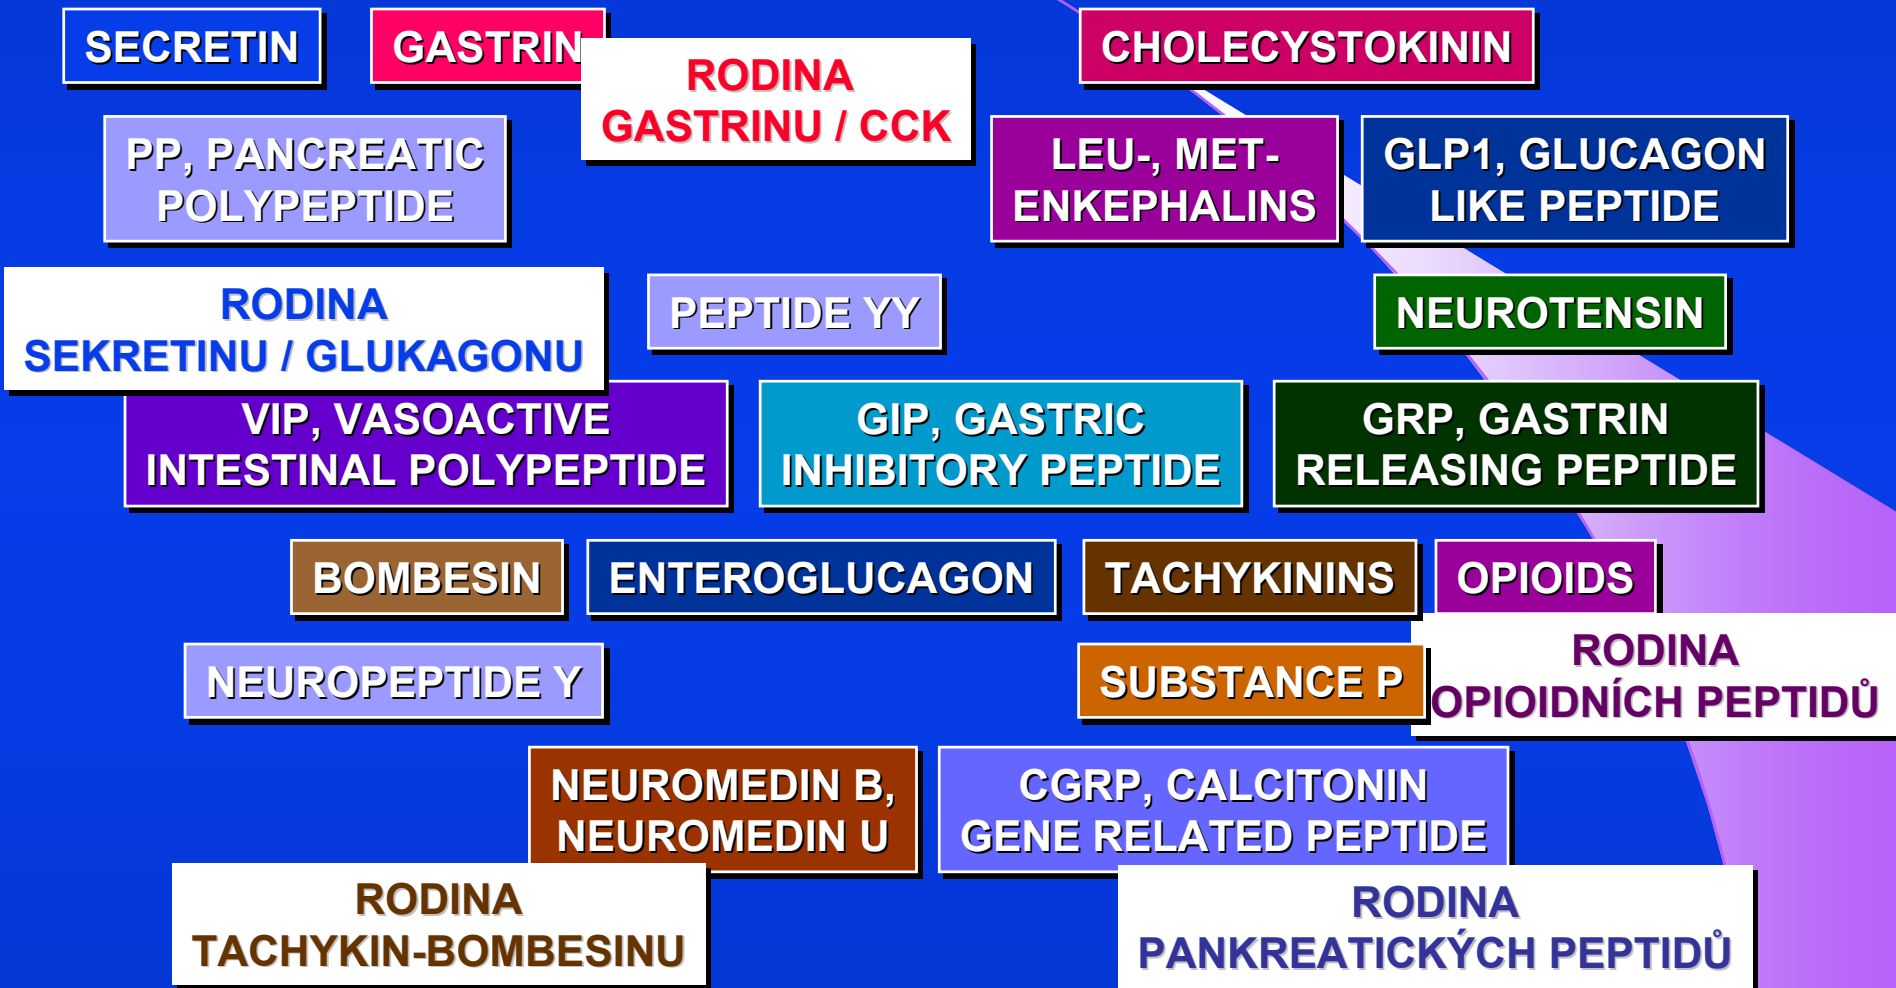 SECRETIN
GASTRIN
RODINA
GASTRINU / CCK
CHOLECYSTOKININ
PP, PANCREATIC
POLYPEPTIDE
LEU-, MET-
ENKEPHALINS
GLP1, GLUCAGON
LIKE PEPTIDE
RODINA
SEKRETINU / GLUKAGONU
PEPTIDE YY
NEUROTENSIN
VIP, VASOACTIVE
INTESTINAL POLYPEPTIDE
GIP, GASTRIC
INHIBITORY PEPTIDE
GRP, GASTRIN
RELEASING PEPTIDE
BOMBESIN
ENTEROGLUCAGON
TACHYKININS
OPIOIDS
NEUROPEPTIDE Y
SUBSTANCE P
RODINA
OPIOIDNÍCH PEPTIDŮ
NEUROMEDIN B,
NEUROMEDIN U
CGRP, CALCITONIN
GENE RELATED PEPTIDE
RODINA
TACHYKIN-BOMBESINU
RODINA
PANKREATICKÝCH PEPTIDŮ